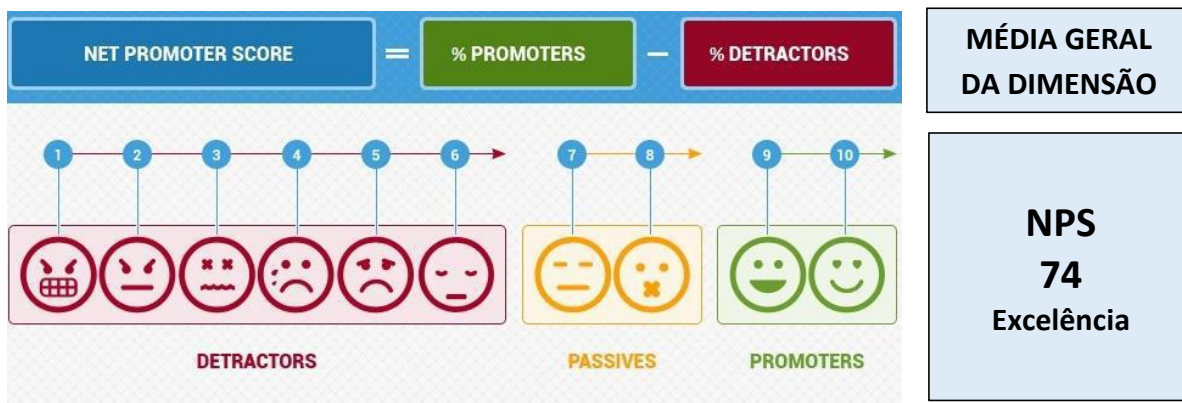 NET PROMOTER SCORE = % PROMOTERS — % DETRACTORS
MÉDIA GERAL
DA DIMENSÃO
1 2 3 4 5 6 7 8 9 10
DETRACTORS PASSIVES PROMOTERS
NPS
74
Excelência